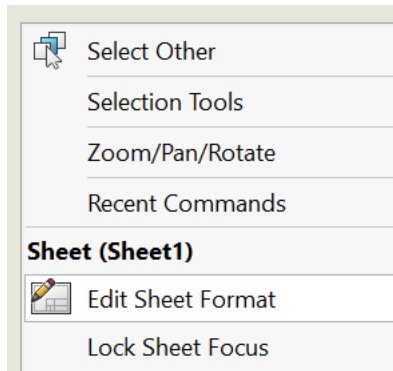 Select Other
Selection Tools
Zoom/Pan/Rotate
Recent Commands
Sheet (Sheet1)
Edit Sheet Format
Lock Sheet Focus